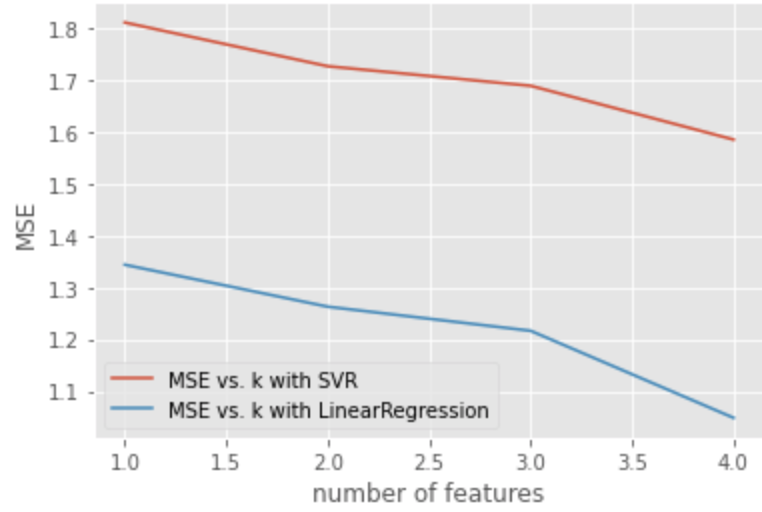 1.8
1.7
1.6
1.5
1.4
1.3
1.2
1.1
MSE
MSE vs. k with SVR
MSE vs. k with LinearRegression
1.0 1.5 2.0 2.5 3.0 3.5 4.0
number of features